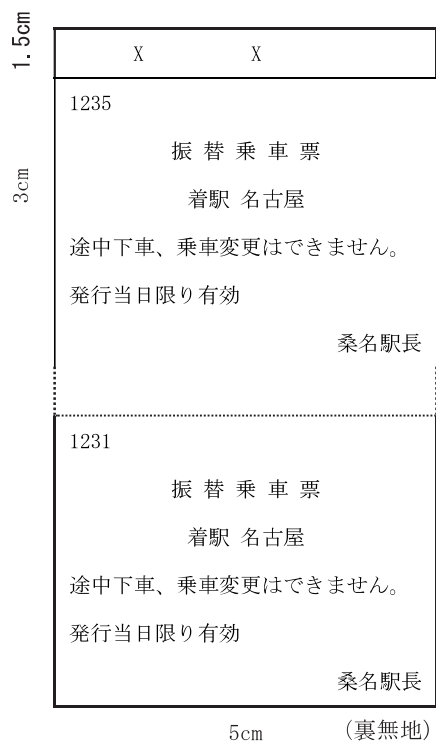 1.5cm
X X
1235
3cm
振 替 乗 車 票
着駅 名古屋
途中下車、乗車変更はできません。
発行当日限り有効
桑名駅長
1231
振 替 乗 車 票
着駅 名古屋
途中下車、乗車変更はできません。
発行当日限り有効
桑名駅長
5cm (裏無地)